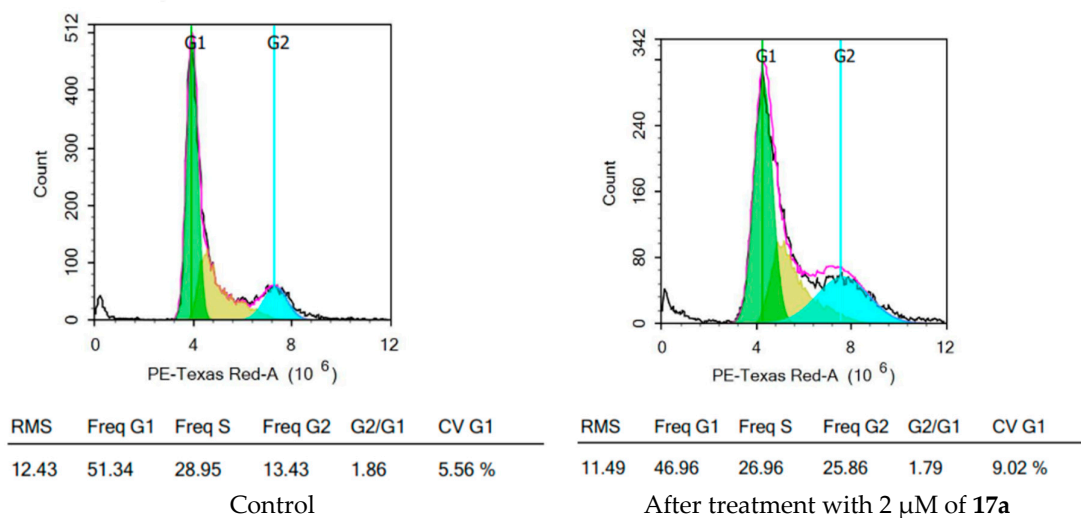 512
400
300
200
100
0
Count
G1
G2
0
4
8
12
PE-Texas Red-A (10 6)
RMS Freq G1 Freq S Freq G2 G2/G1 CV G1
12.43 51.34 28.95 13.43 1.86 5.56 %
Control
342
240
160
80
0
Count
G1
G2
0
4
8
12
PE-Texas Red-A (10 6)
RMS Freq G1 Freq S Freq G2 G2/G1 CV G1
11.49 46.96 26.96 25.86 1.79 9.02 %
After treatment with 2 μM of 17a